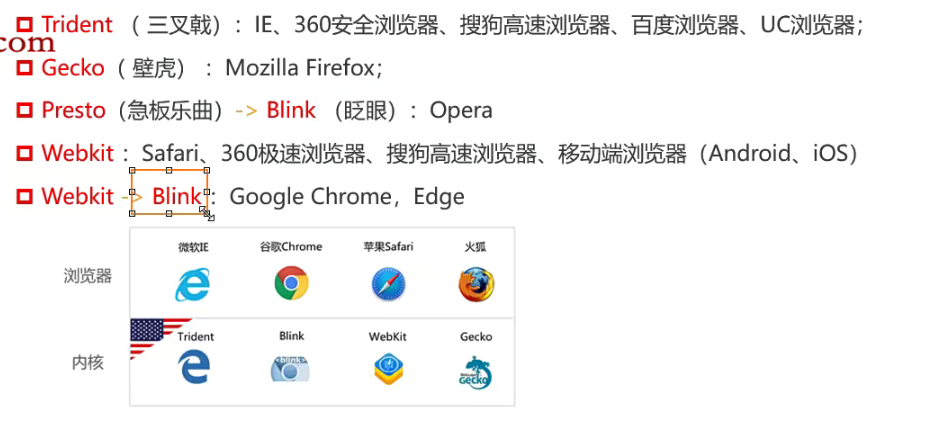 Trident （ 三叉戟）：IE、360安全浏览器、搜狗高速浏览器、百度浏览器、UC浏览器；
com
Gecko（ 壁虎） ：Mozilla Firefox；
Presto（急板乐曲）-> Blink （眨眼）：Opera
Webkit ：Safari、360极速浏览器、搜狗高速浏览器、移动端浏览器（Android、iOS）
Webkit -> Blink ：Google Chrome，Edge
微软IE 谷歌Chrome 苹果Safari 火狐
浏览器
Trident Blink WebKit Gecko
内核
blink
GECKO